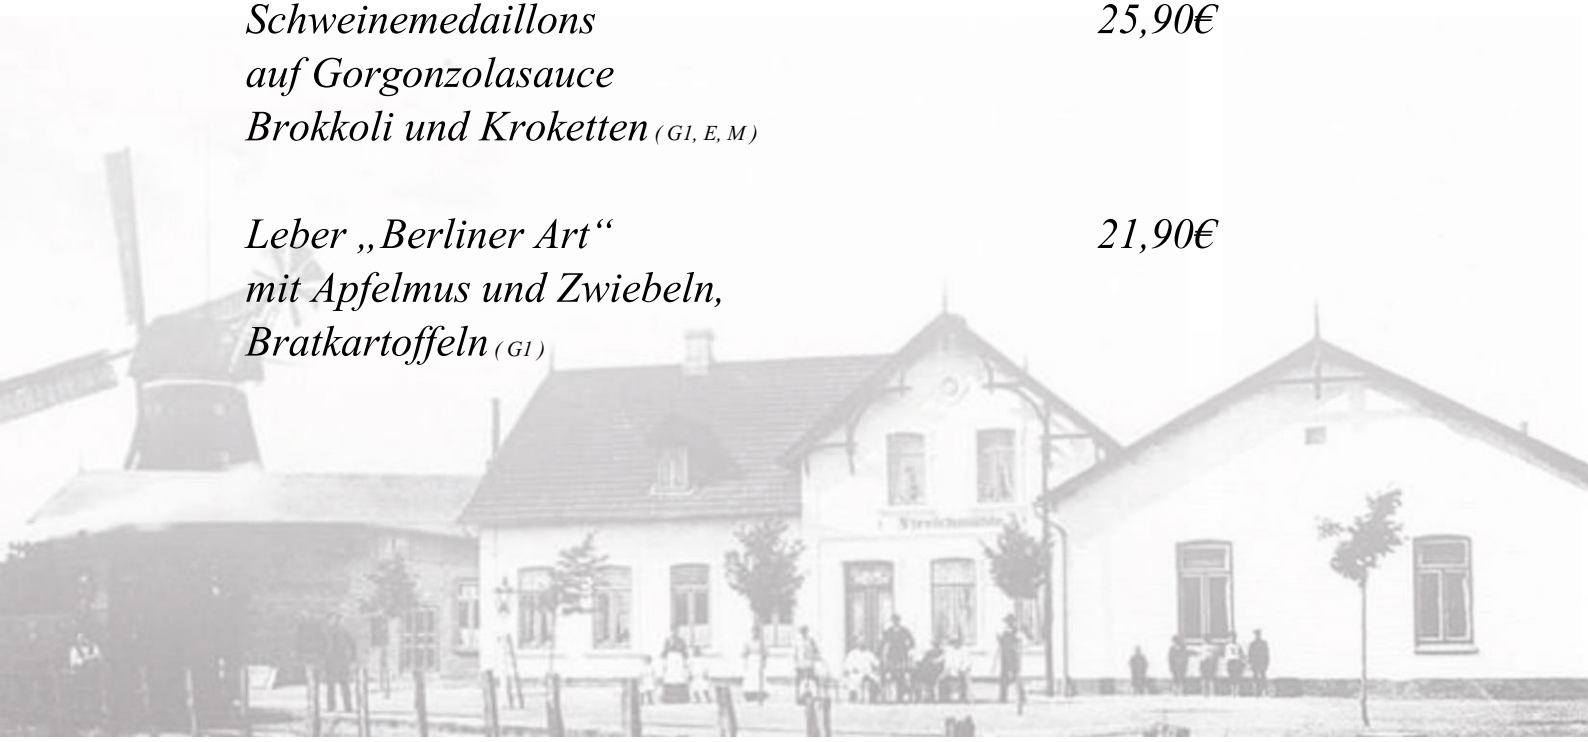 Schweinemedaillons 25,90€
auf Gorgonzolasauce
Brokkoli und Kroketten ( G1, E, M )
Leber „Berliner Art“ 21,90€
mit Apfelmus und Zwiebeln,
Bratkartoffeln ( G1 )